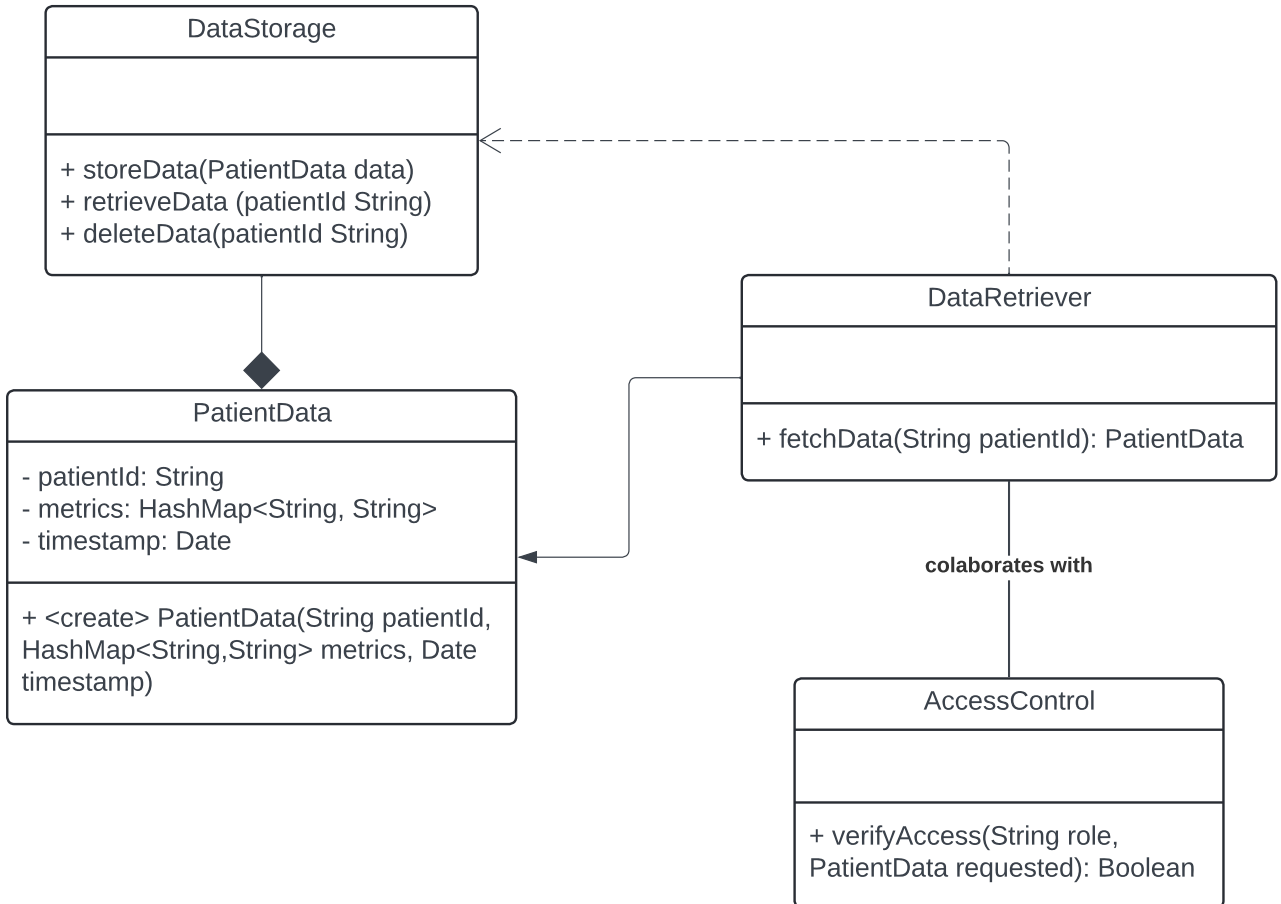 DataStorage
+ storeData(PatientData data)
+ retrieveData (patientId String)
+ deleteData(patientId String)
DataRetriever
+ fetchData(String patientId): PatientData
PatientData
- patientId: String
- metrics: HashMap<String, String>
- timestamp: Date
+ <create> PatientData(String patientId,
HashMap<String,String> metrics, Date
timestamp)
colaborates with
AccessControl
+ verifyAccess(String role,
PatientData requested): Boolean